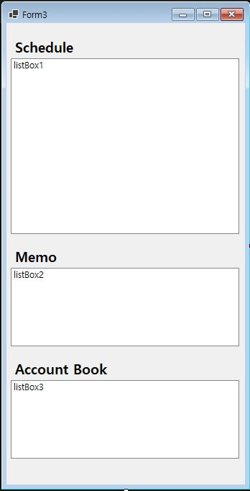 Form3
Schedule
listBox1
Memo
listBox2
Account Book
listBox3